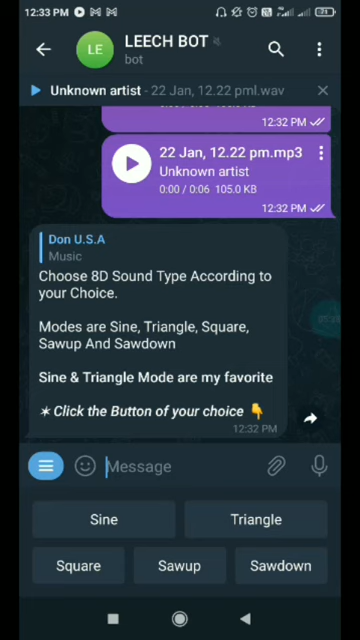 12:33 PM
LE
LEECH BOT
bot
Unknown artist - 22 Jan, 12.22 pml.wav
12:32 PM
22 Jan, 12.22 pm.mp3
Unknown artist
0:00 / 0:06 105.0 KB
12:32 PM
Don U.S.A
Music
Choose 8D Sound Type According to
your Choice.
Modes are Sine, Triangle, Square,
Sawup And Sawdown
Sine & Triangle Mode are my favorite
✶ Click the Button of your choice 👇
12:32 PM
Message
Sine Triangle
Square Sawup Sawdown